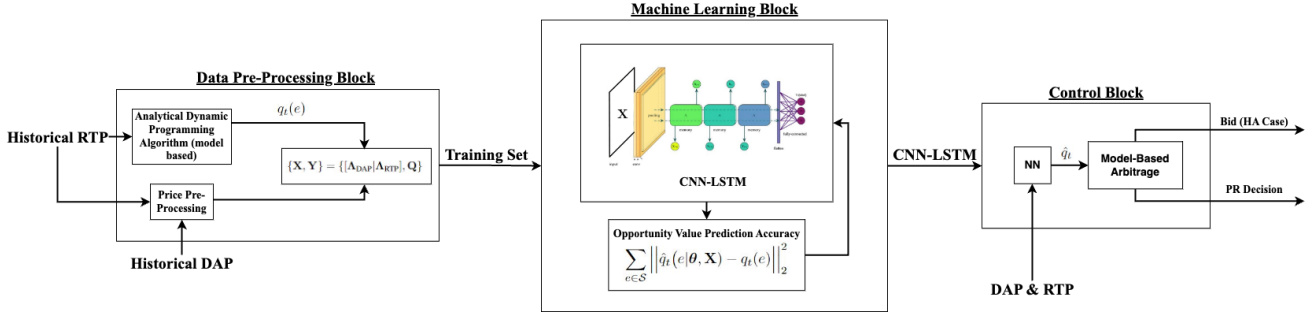 Machine Learning Block
Data Pre-Processing Block
Control Block
Historical RTP
Analytical Dynamic
Programming
Algorithm (model
based)
q_t(e)
Price Pre-
Processing
{X, Y} = {[Λ_DAP|Λ_RTP], Q}
Historical DAP
Training Set
X
CNN-LSTM
Opportunity Value Prediction Accuracy
∑_{e∈S} ||q̂_t(e|θ, X) − q_t(e)||_2^2
CNN-LSTM
NN
q̂_t
Model-Based
Arbitrage
Bid (HA Case)
PR Decision
DAP & RTP